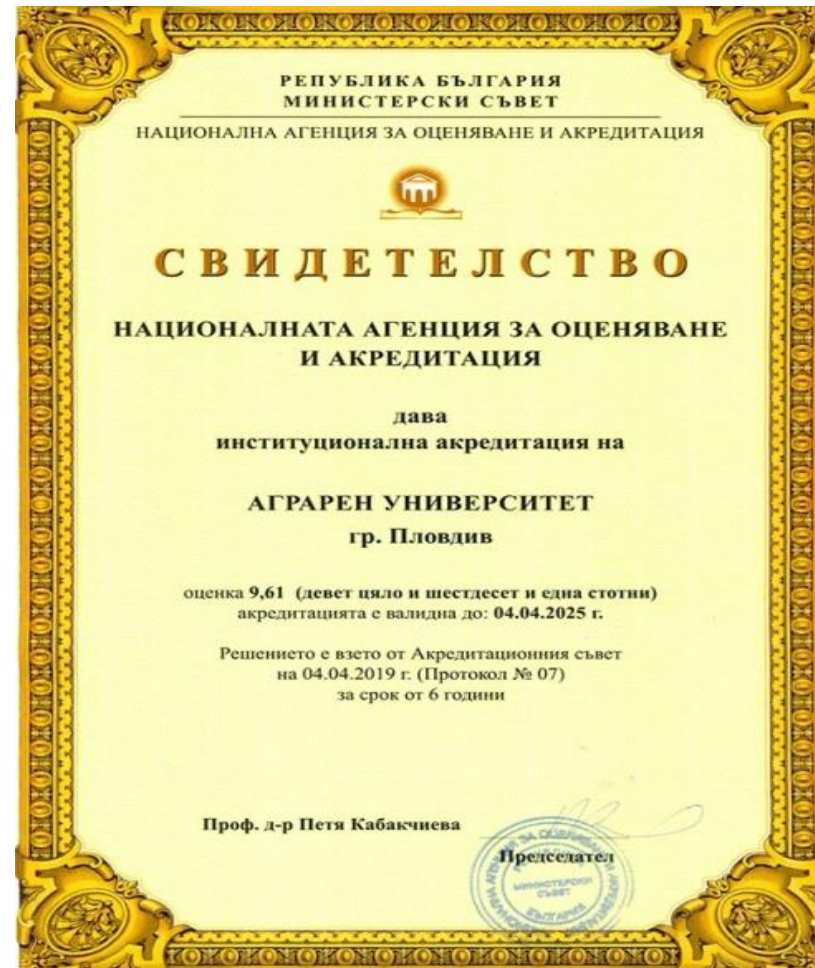 РЕПУБЛИКА БЪЛГАРИЯ
МИНИСТЕРСКИ СЪВЕТ
НАЦИОНАЛНА АГЕНЦИЯ ЗА ОЦЕНЯВАНЕ И АКРЕДИТАЦИЯ
СВИДЕТЕЛСТВО
НАЦИОНАЛНАТА АГЕНЦИЯ ЗА ОЦЕНЯВАНЕ
И АКРЕДИТАЦИЯ
дава
институционална акредитация на
АГРАРЕН УНИВЕРСИТЕТ
гр. Пловдив
оценка 9,61 (девет цяло и шестдесет и една стотни)
акредитацията е валидна до: 04.04.2025 г.
Решението е взето от Акредитационния съвет
на 04.04.2019 г. (Протокол № 07)
за срок от 6 години
Проф. д-р Петя Кабакчиева
Председател
МИНИСТЕРСКИ
СЪВЕТ
БЪЛГАРИЯ